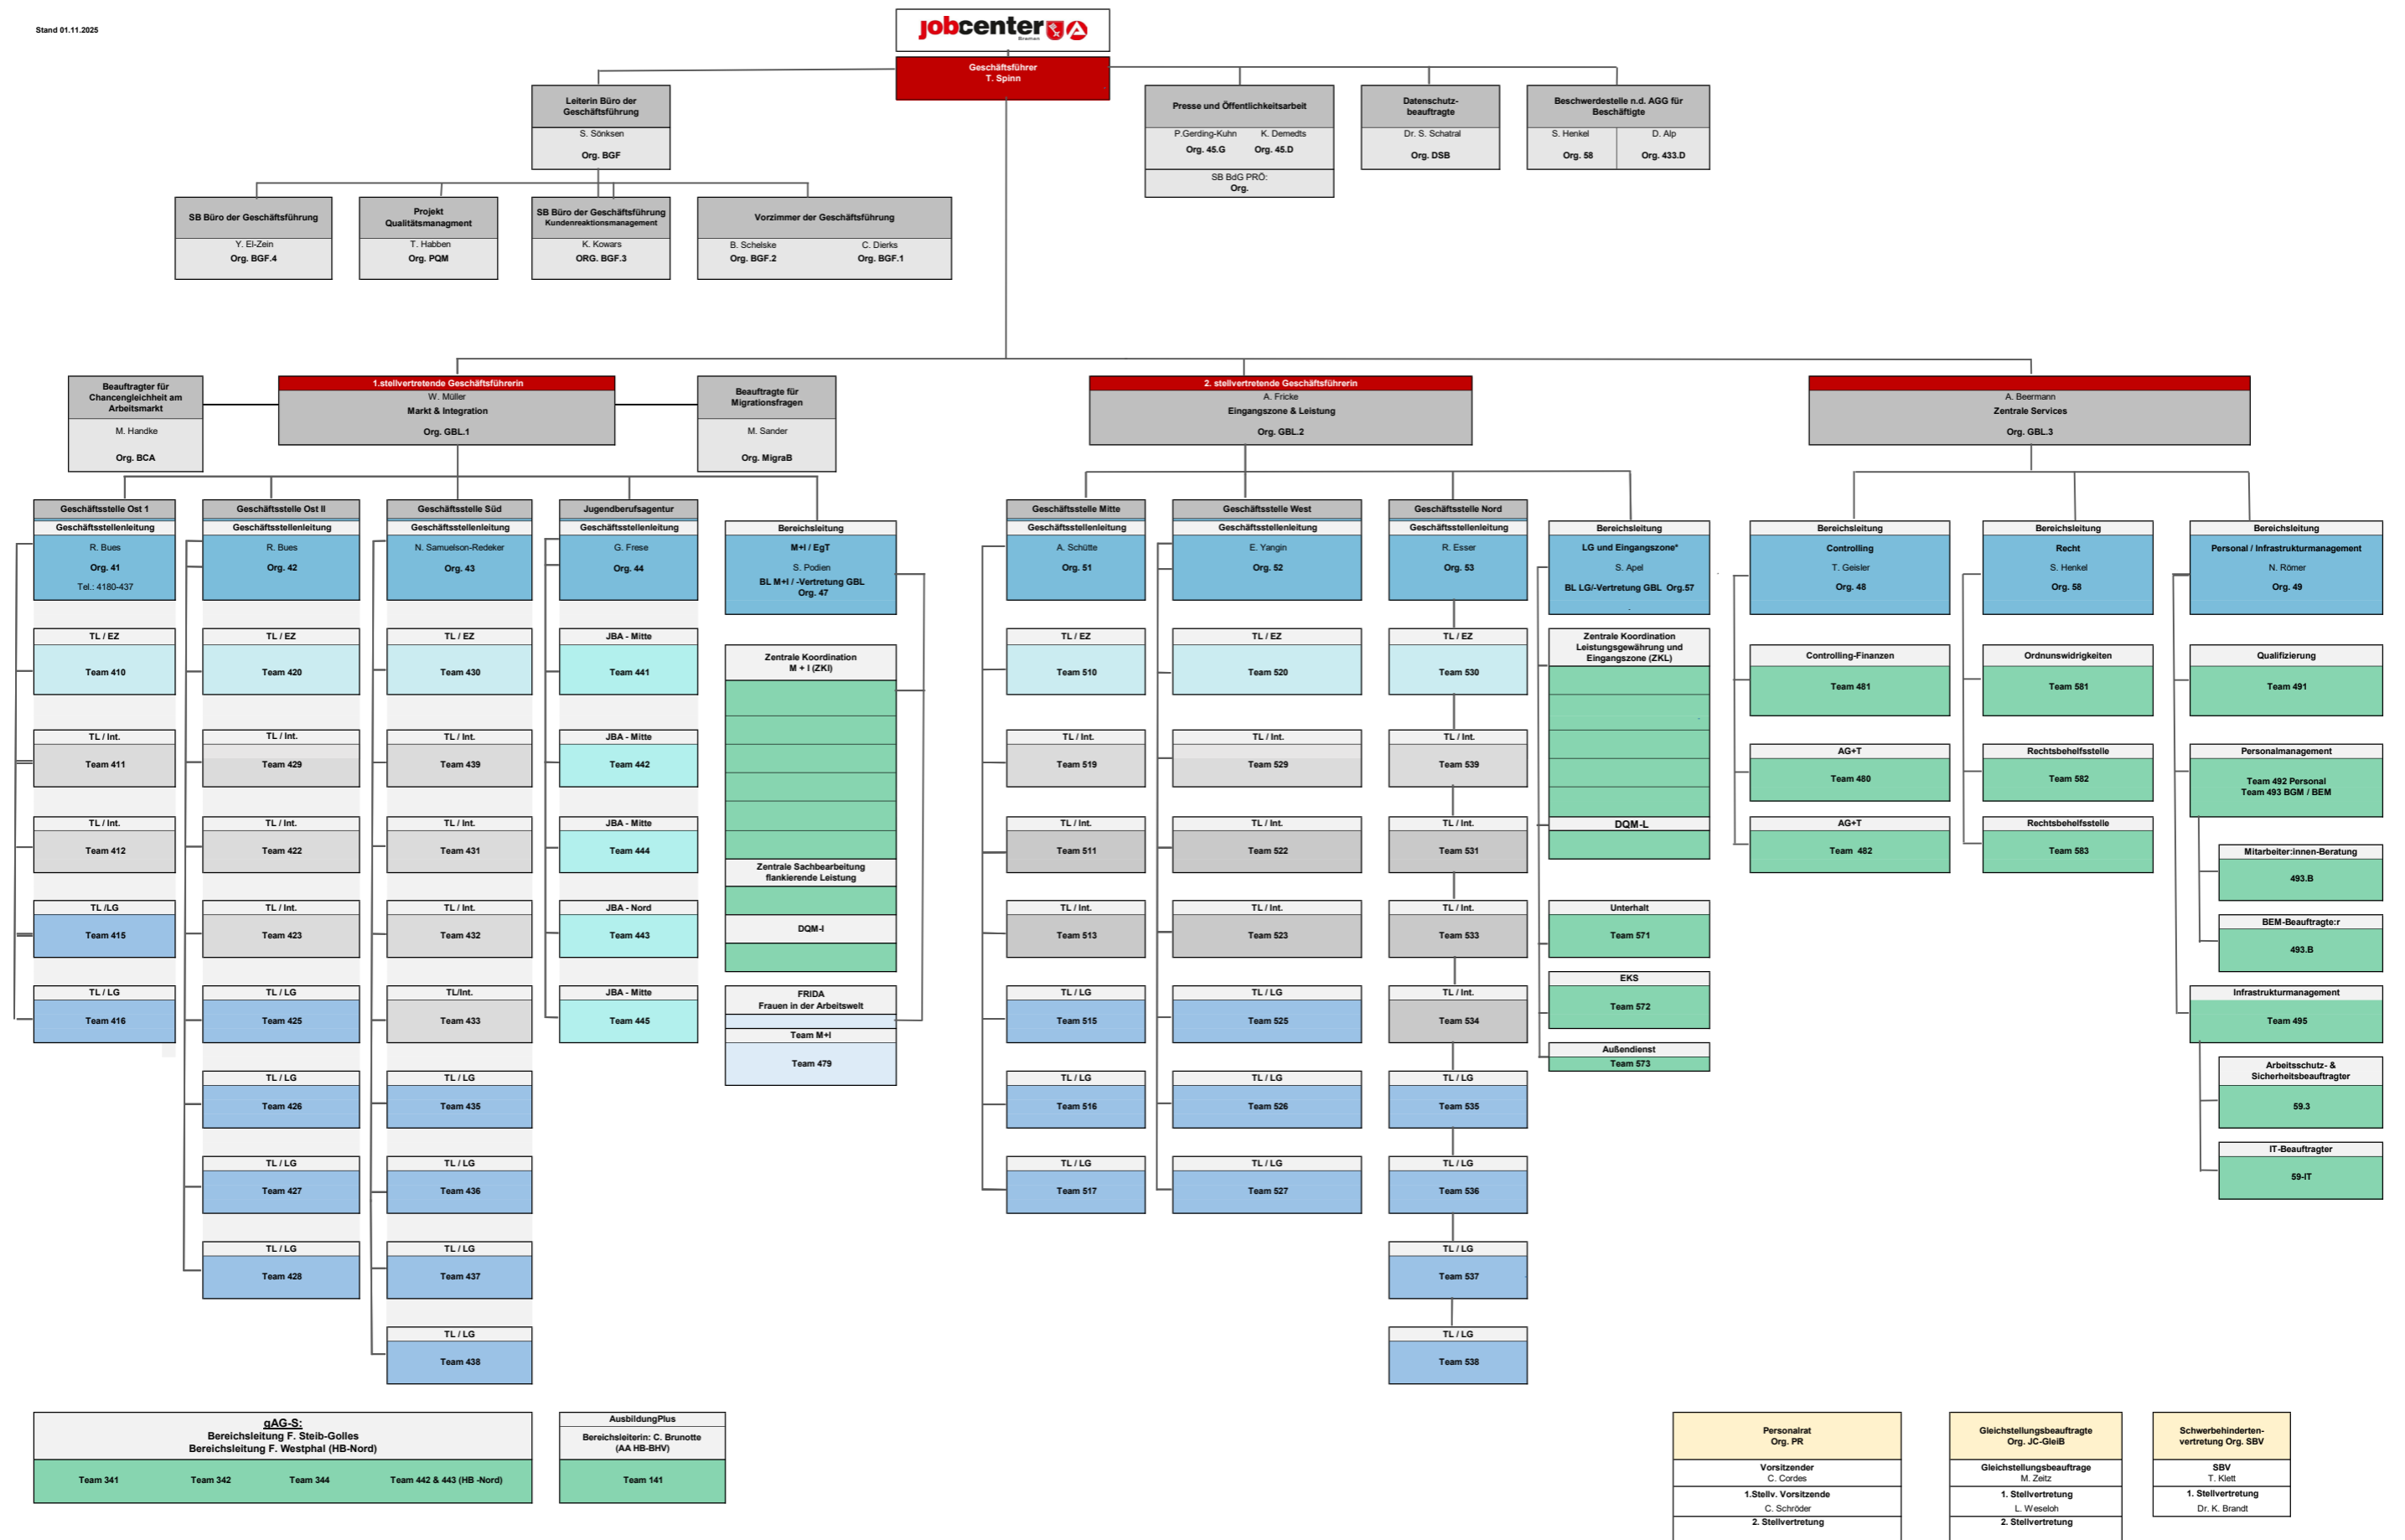 Stand 01.11.2025
jobcenter
Bremen
Geschäftsführer
T. Spinn
Leiterin Büro der
Geschäftsführung
S. Sönksen
Org. BGF
Presse und Öffentlichkeitsarbeit
P.Gerding-Kuhn K. Demedts
Org. 45.G Org. 45.D
SB BdG PRÖ:
Org.
Datenschutz-
beauftragte
Dr. S. Schatral
Org. DSB
Beschwerdestelle n.d. AGG für
Beschäftigte
S. Henkel D. Alp
Org. 58 Org. 433.D
SB Büro der Geschäftsführung
Y. El-Zein
Org. BGF.4
Projekt
Qualitätsmanagment
T. Habben
Org. PQM
SB Büro der Geschäftsführung
Kundenreaktionsmanagement
K. Kowars
ORG. BGF.3
Vorzimmer der Geschäftsführung
B. Schelske C. Dierks
Org. BGF.2 Org. BGF.1
Beauftragter für
Chancengleichheit am
Arbeitsmarkt
M. Handke
Org. BCA
1.stellvertretende Geschäftsführerin
W. Müller
Markt & Integration
Org. GBL.1
Beauftragte für
Migrationsfragen
M. Sander
Org. MigraB
2. stellvertretende Geschäftsführerin
A. Fricke
Eingangszone & Leistung
Org. GBL.2
A. Beermann
Zentrale Services
Org. GBL.3
Geschäftsstelle Ost 1
Geschäftsstellenleitung
R. Bues
Org. 41
Tel.: 4180-437
TL / EZ
Team 410
TL / Int.
Team 411
TL / Int.
Team 412
TL /LG
Team 415
TL / LG
Team 416
Geschäftsstelle Ost II
Geschäftsstellenleitung
R. Bues
Org. 42
TL / EZ
Team 420
TL / Int.
Team 429
TL / Int.
Team 422
TL / Int.
Team 423
TL / LG
Team 425
TL / LG
Team 426
TL / LG
Team 427
TL / LG
Team 428
Geschäftsstelle Süd
Geschäftsstellenleitung
N. Samuelson-Redeker
Org. 43
TL / EZ
Team 430
TL / Int.
Team 439
TL / Int.
Team 431
TL / Int.
Team 432
TL/Int.
Team 433
TL / LG
Team 435
TL / LG
Team 436
TL / LG
Team 437
TL / LG
Team 438
Jugendberufsagentur
Geschäftsstellenleitung
G. Frese
Org. 44
JBA - Mitte
Team 441
JBA - Mitte
Team 442
JBA - Mitte
Team 444
JBA - Nord
Team 443
JBA - Mitte
Team 445
Bereichsleitung
M+I / EgT
S. Podien
BL M+I / -Vertretung GBL
Org. 47
Zentrale Koordination
M + I (ZKI)
Zentrale Sachbearbeitung
flankierende Leistung
DQM-I
FRIDA
Frauen in der Arbeitswelt
Team M+I
Team 479
Geschäftsstelle Mitte
Geschäftsstellenleitung
A. Schütte
Org. 51
TL / EZ
Team 510
TL / Int.
Team 519
TL / Int.
Team 511
TL / Int.
Team 513
TL / LG
Team 515
TL / LG
Team 516
TL / LG
Team 517
Geschäftsstelle West
Geschäftsstellenleitung
E. Yangin
Org. 52
TL / EZ
Team 520
TL / Int.
Team 529
TL / Int.
Team 522
TL / Int.
Team 523
TL / LG
Team 525
TL / LG
Team 526
TL / LG
Team 527
Geschäftsstelle Nord
Geschäftsstellenleitung
R. Esser
Org. 53
TL / EZ
Team 530
TL / Int.
Team 539
TL / Int.
Team 531
TL / Int.
Team 533
TL / Int.
Team 534
TL / LG
Team 535
TL / LG
Team 536
TL / LG
Team 537
TL / LG
Team 538
Bereichsleitung
LG und Eingangszone*
S. Apel
BL LG/-Vertretung GBL Org.57
Zentrale Koordination
Leistungsgewährung und
Eingangszone (ZKL)
DQM-L
Unterhalt
Team 571
EKS
Team 572
Außendienst
Team 573
Bereichsleitung
Controlling
T. Geisler
Org. 48
Controlling-Finanzen
Team 481
AG+T
Team 480
AG+T
Team 482
Bereichsleitung
Recht
S. Henkel
Org. 58
Ordnunswidrigkeiten
Team 581
Rechtsbehelfsstelle
Team 582
Rechtsbehelfsstelle
Team 583
Bereichsleitung
Personal / Infrastrukturmanagement
N. Römer
Org. 49
Qualifizierung
Team 491
Personalmanagement
Team 492 Personal
Team 493 BGM / BEM
Mitarbeiter:innen-Beratung
493.B
BEM-Beauftragte:r
493.B
Infrastrukturmanagement
Team 495
Arbeitsschutz- &
Sicherheitsbeauftragter
59.3
IT-Beauftragter
59-IT
gAG-S:
Bereichsleitung F. Steib-Golles
Bereichsleitung F. Westphal (HB-Nord)
Team 341 Team 342 Team 344 Team 442 & 443 (HB -Nord)
AusbildungPlus
Bereichsleiterin: C. Brunotte
(AA HB-BHV)
Team 141
Personalrat
Org. PR
Vorsitzender
C. Cordes
1.Stellv. Vorsitzende
C. Schröder
2. Stellvertretung
Gleichstellungsbeauftragte
Org. JC-GleiB
Gleichstellungsbeauftrage
M. Zeitz
1. Stellvertretung
L. Weseloh
2. Stellvertretung
Schwerbehinderten-
vertretung Org. SBV
SBV
T. Klett
1. Stellvertretung
Dr. K. Brandt